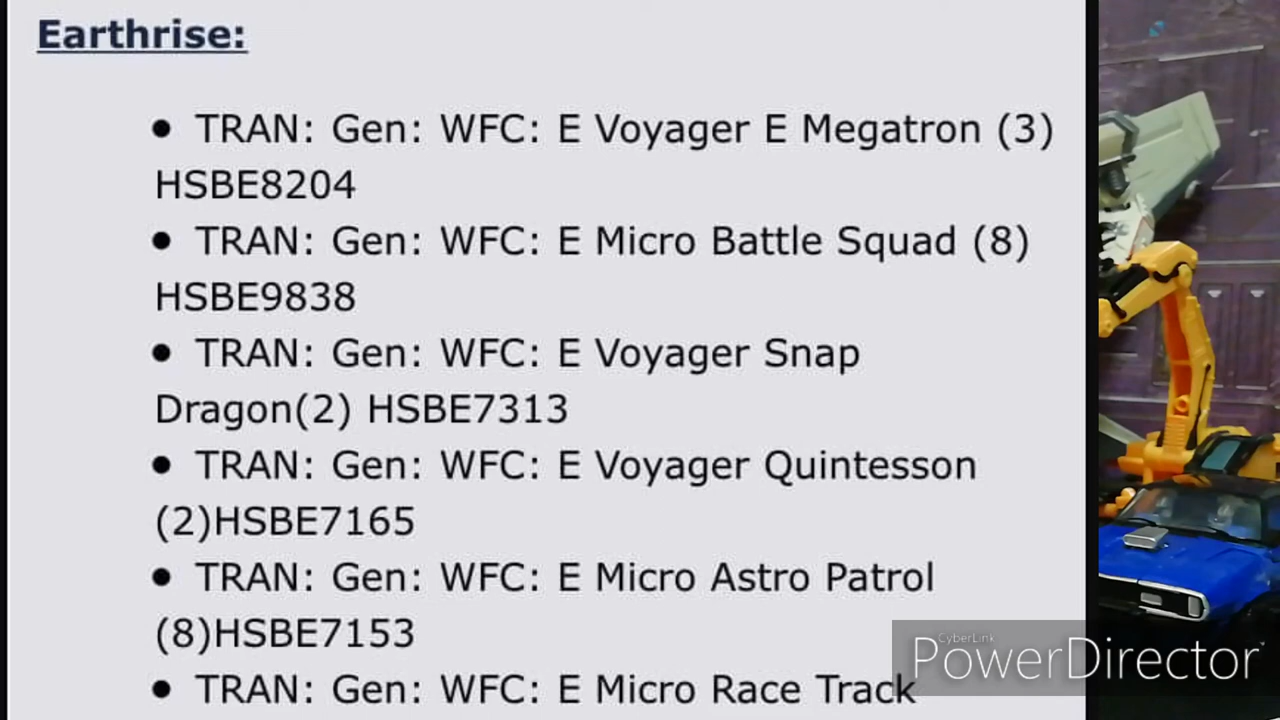 Earthrise:
● TRAN: Gen: WFC: E Voyager E Megatron (3)
HSBE8204
● TRAN: Gen: WFC: E Micro Battle Squad (8)
HSBE9838
● TRAN: Gen: WFC: E Voyager Snap
Dragon(2) HSBE7313
● TRAN: Gen: WFC: E Voyager Quintesson
(2)HSBE7165
● TRAN: Gen: WFC: E Micro Astro Patrol
(8)HSBE7153
● TRAN: Gen: WFC: E Micro Race Track
CyberLink
PowerDirector